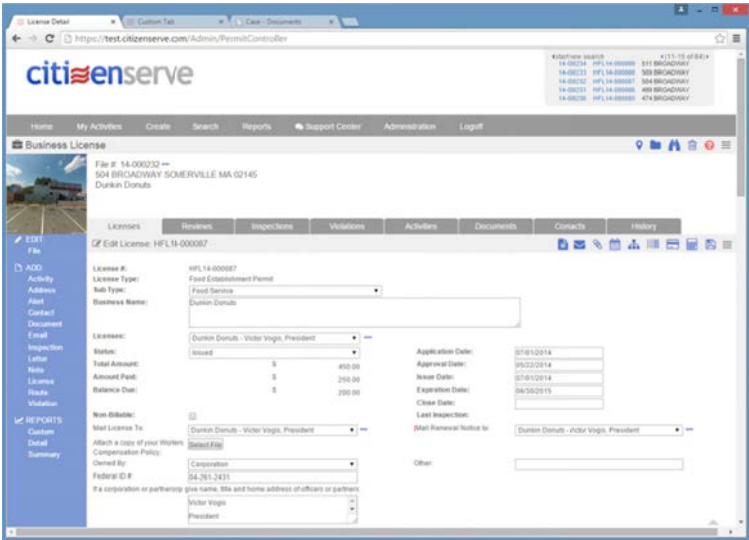 License Detail
Custom Tab
Case - Documents
https://test.citizenserve.com/Admin/PermitController
citizenserve
start new search (11-15 of 84)
14-000234 HFL14-000089 511 BROADWAY
14-000233 HFL14-000088 509 BROADWAY
14-000232 HFL14-000087 504 BROADWAY
14-000231 HFL14-000086 499 BROADWAY
14-000230 HFL14-000085 474 BROADWAY
Home My Activities Create Search Reports Support Center Administration Logoff
Business License
File #: 14-000232
504 BROADWAY SOMERVILLE MA 02145
Dunkin Donuts
Licenses Reviews Inspections Violations Activities Documents Contacts History
EDIT
File
ADD
Activity
Address
Alert
Contact
Document
Email
Inspection
Letter
Note
License
Route
Violation
REPORTS
Custom
Detail
Summary
Edit License: HFL14-000087
License #: HFL14-000087
License Type: Food Establishment Permit
Sub Type: Food Service
Business Name: Dunkin Donuts
Licenses: Dunkin Donuts - Victor Vogis, President
Status: Issued Application Date: 07/01/2014
Total Amount: $ 450.00 Approval Date: 05/22/2014
Amount Paid: $ 250.00 Issue Date: 07/01/2014
Balance Due: $ 200.00 Expiration Date: 04/30/2015
Close Date:
Non-Billable: Last Inspection:
Mail License To: Dunkin Donuts - Victor Vogis, President Mail Renewal Notice to: Dunkin Donuts - Victor Vogis, President
Attach a copy of your Workers Select File
Compensation Policy:
Owned By: Corporation Other:
Federal ID #: 04-261-2431
If a corporation or partnership give name, title and home address of officers or partners
Victor Vogis
President